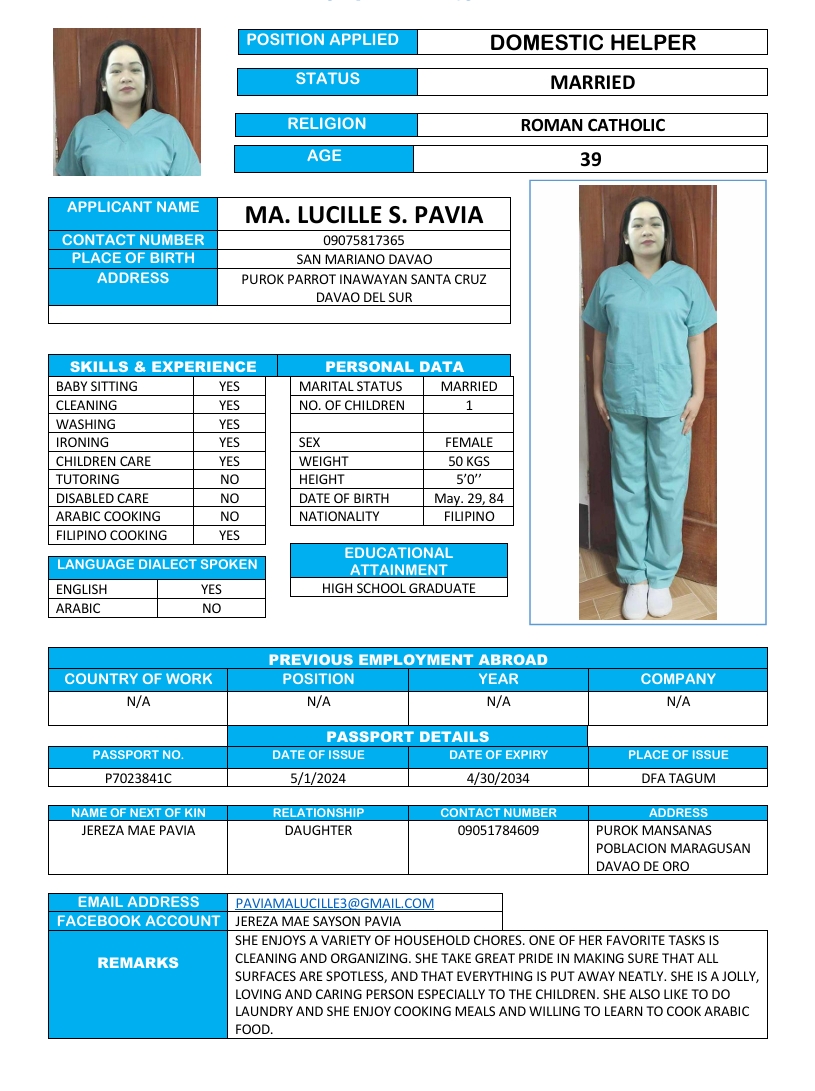 POSITION APPLIED DOMESTIC HELPER
STATUS MARRIED
RELIGION ROMAN CATHOLIC
AGE 39
APPLICANT NAME MA. LUCILLE S. PAVIA
CONTACT NUMBER 09075817365
PLACE OF BIRTH SAN MARIANO DAVAO
ADDRESS PUROK PARROT INAWAYAN SANTA CRUZ
DAVAO DEL SUR
SKILLS & EXPERIENCE PERSONAL DATA
BABY SITTING YES MARITAL STATUS MARRIED
CLEANING YES NO. OF CHILDREN 1
WASHING YES
IRONING YES SEX FEMALE
CHILDREN CARE YES WEIGHT 50 KGS
TUTORING NO HEIGHT 5’0’’
DISABLED CARE NO DATE OF BIRTH May. 29, 84
ARABIC COOKING NO NATIONALITY FILIPINO
FILIPINO COOKING YES
LANGUAGE DIALECT SPOKEN
ENGLISH YES
ARABIC NO
EDUCATIONAL
ATTAINMENT
HIGH SCHOOL GRADUATE
PREVIOUS EMPLOYMENT ABROAD
COUNTRY OF WORK POSITION YEAR COMPANY
N/A N/A N/A N/A
PASSPORT DETAILS
PASSPORT NO. DATE OF ISSUE DATE OF EXPIRY PLACE OF ISSUE
P7023841C 5/1/2024 4/30/2034 DFA TAGUM
NAME OF NEXT OF KIN RELATIONSHIP CONTACT NUMBER ADDRESS
JEREZA MAE PAVIA DAUGHTER 09051784609 PUROK MANSANAS
POBLACION MARAGUSAN
DAVAO DE ORO
EMAIL ADDRESS PAVIAMALUCILLE3@GMAIL.COM
FACEBOOK ACCOUNT JEREZA MAE SAYSON PAVIA
REMARKS
SHE ENJOYS A VARIETY OF HOUSEHOLD CHORES. ONE OF HER FAVORITE TASKS IS
CLEANING AND ORGANIZING. SHE TAKE GREAT PRIDE IN MAKING SURE THAT ALL
SURFACES ARE SPOTLESS, AND THAT EVERYTHING IS PUT AWAY NEATLY. SHE IS A JOLLY,
LOVING AND CARING PERSON ESPECIALLY TO THE CHILDREN. SHE ALSO LIKE TO DO
LAUNDRY AND SHE ENJOY COOKING MEALS AND WILLING TO LEARN TO COOK ARABIC
FOOD.